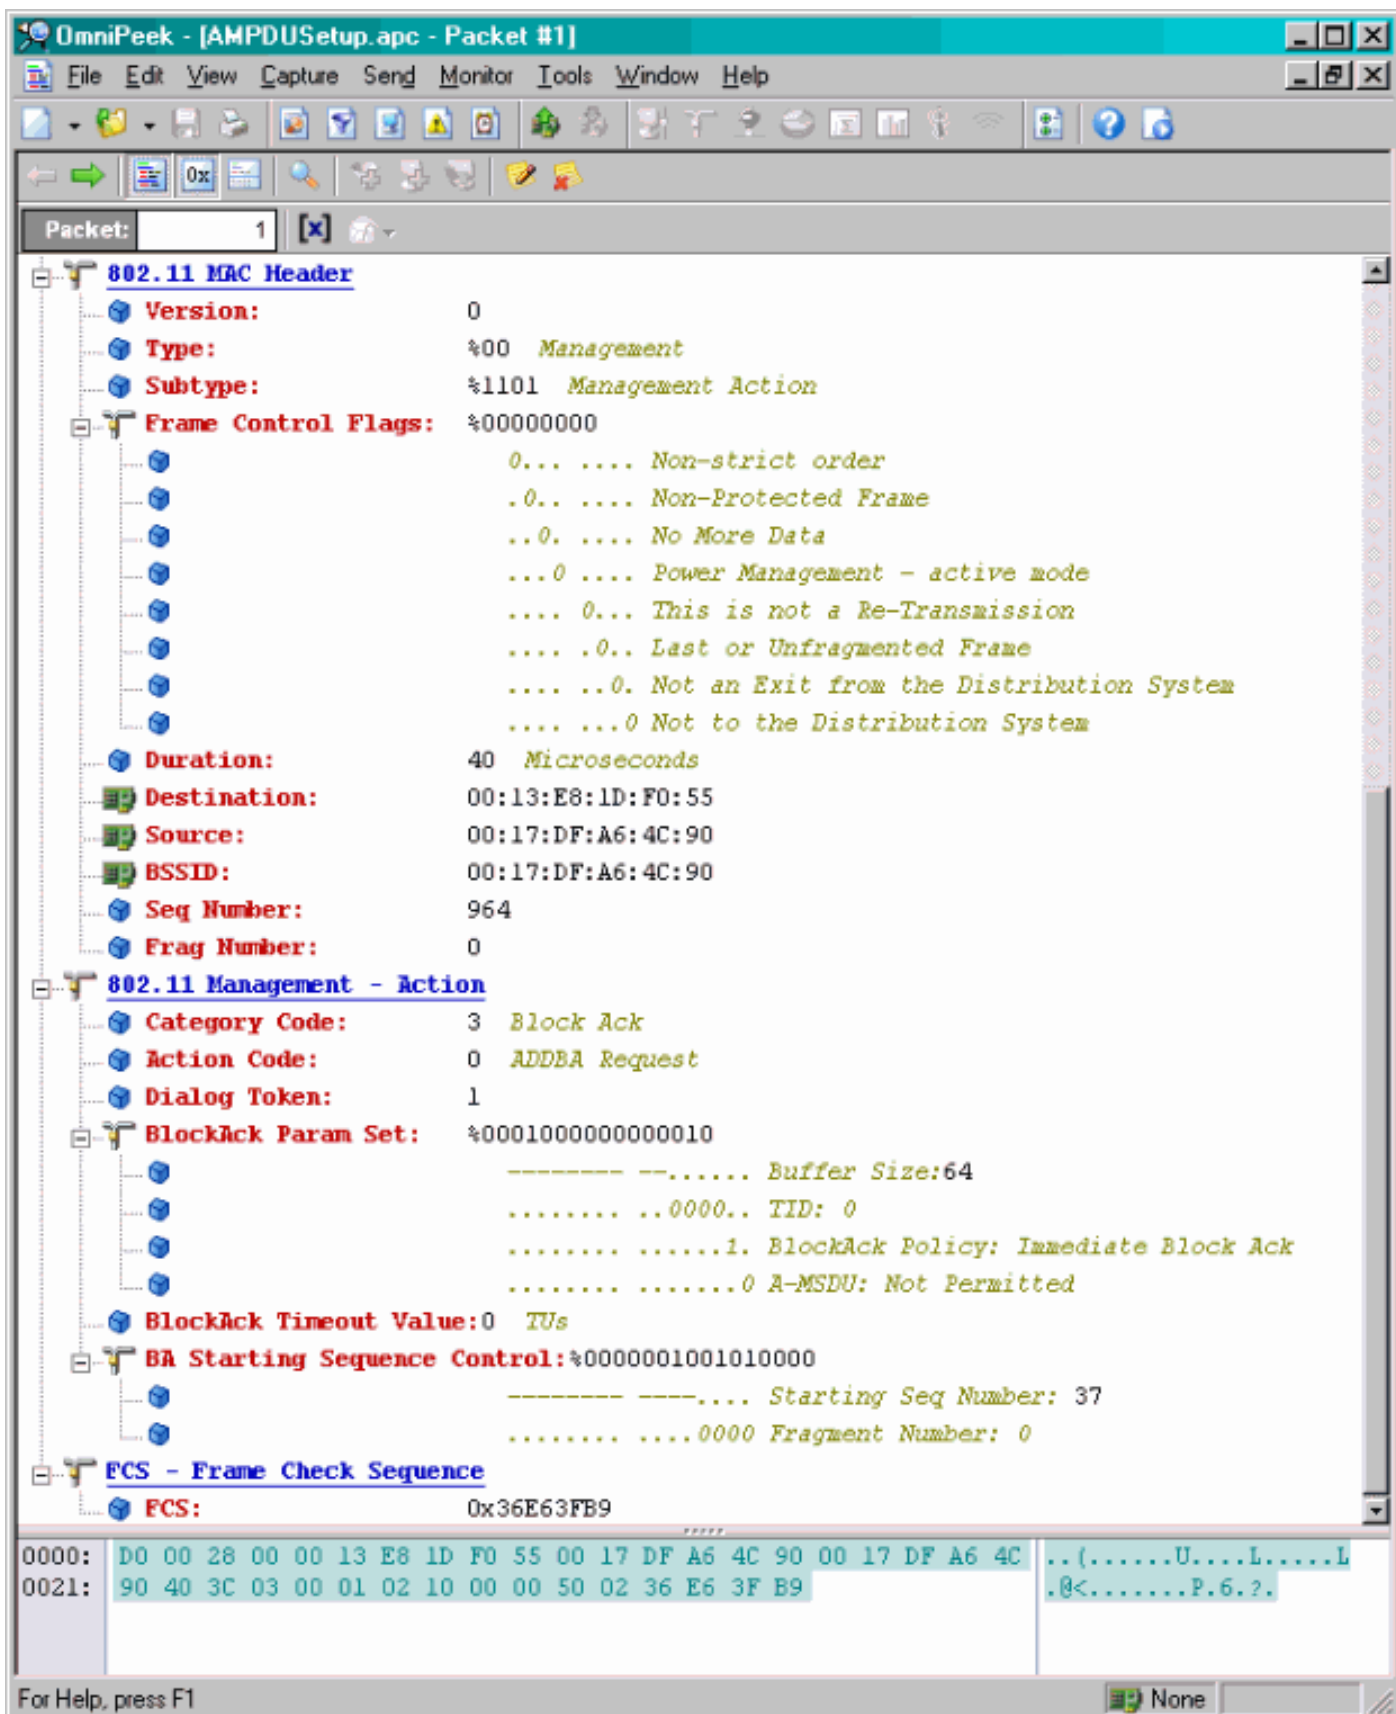 OmniPeek - [AMPDUSetup.apc - Packet #1]
File Edit View Capture Send Monitor Tools Window Help
0x
Packet: 1 [x]
802.11 MAC Header
Version: 0
Type: %00 Management
Subtype: %1101 Management Action
Frame Control Flags: %00000000
0... .... Non-strict order
.0.. .... Non-Protected Frame
..0. .... No More Data
...0 .... Power Management - active mode
.... 0... This is not a Re-Transmission
.... .0.. Last or Unfragmented Frame
.... ..0. Not an Exit from the Distribution System
.... ...0 Not to the Distribution System
Duration: 40 Microseconds
Destination: 00:13:E8:1D:F0:55
Source: 00:17:DF:A6:4C:90
BSSID: 00:17:DF:A6:4C:90
Seq Number: 964
Frag Number: 0
802.11 Management - Action
Category Code: 3 Block Ack
Action Code: 0 ADDBA Request
Dialog Token: 1
BlockAck Param Set: %0001000000000010
-------- --...... Buffer Size:64
........ ..0000.. TID: 0
........ ......1. BlockAck Policy: Immediate Block Ack
........ .......0 A-MSDU: Not Permitted
BlockAck Timeout Value:0 TUs
BA Starting Sequence Control:%0000001001010000
-------- ----.... Starting Seq Number: 37
........ ....0000 Fragment Number: 0
FCS - Frame Check Sequence
FCS: 0x36E63FB9
0000: D0 00 28 00 00 13 E8 1D F0 55 00 17 DF A6 4C 90 00 17 DF A6 4C ..(......U....L.....L
0021: 90 40 3C 03 00 01 02 10 00 00 50 02 36 E6 3F B9 .@<.......P.6.?.
For Help, press F1 None